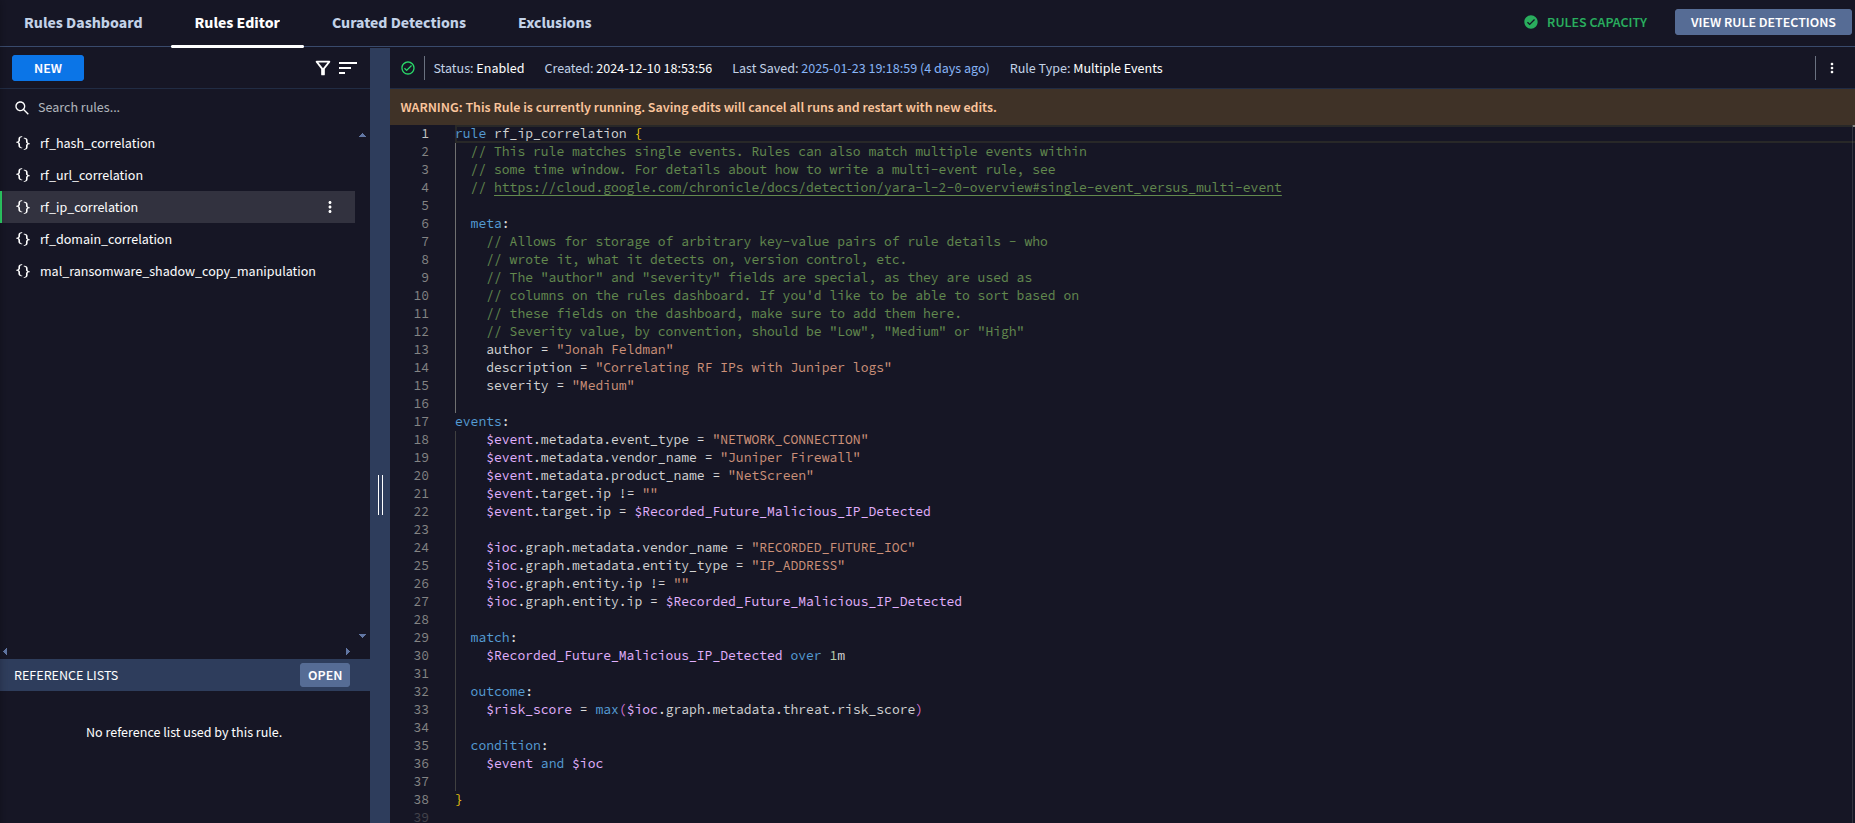 Rules Dashboard Rules Editor Curated Detections Exclusions RULES CAPACITY VIEW RULE DETECTIONS
NEW
Search rules...
{} rf_hash_correlation
{} rf_url_correlation
{} rf_ip_correlation
{} rf_domain_correlation
{} mal_ransomware_shadow_copy_manipulation
REFERENCE LISTS OPEN
No reference list used by this rule.
Status: Enabled Created: 2024-12-10 18:53:56 Last Saved: 2025-01-23 19:18:59 (4 days ago) Rule Type: Multiple Events
WARNING: This Rule is currently running. Saving edits will cancel all runs and restart with new edits.
1 rule rf_ip_correlation {
2 // This rule matches single events. Rules can also match multiple events within
3 // some time window. For details about how to write a multi-event rule, see
4 // https://cloud.google.com/chronicle/docs/detection/yara-l-2-0-overview#single-event_versus_multi-event
5
6 meta:
7 // Allows for storage of arbitrary key-value pairs of rule details - who
8 // wrote it, what it detects on, version control, etc.
9 // The "author" and "severity" fields are special, as they are used as
10 // columns on the rules dashboard. If you'd like to be able to sort based on
11 // these fields on the dashboard, make sure to add them here.
12 // Severity value, by convention, should be "Low", "Medium" or "High"
13 author = "Jonah Feldman"
14 description = "Correlating RF IPs with Juniper logs"
15 severity = "Medium"
16
17 events:
18 $event.metadata.event_type = "NETWORK_CONNECTION"
19 $event.metadata.vendor_name = "Juniper Firewall"
20 $event.metadata.product_name = "NetScreen"
21 $event.target.ip != ""
22 $event.target.ip = $Recorded_Future_Malicious_IP_Detected
23
24 $ioc.graph.metadata.vendor_name = "RECORDED_FUTURE_IOC"
25 $ioc.graph.metadata.entity_type = "IP_ADDRESS"
26 $ioc.graph.entity.ip != ""
27 $ioc.graph.entity.ip = $Recorded_Future_Malicious_IP_Detected
28
29 match:
30 $Recorded_Future_Malicious_IP_Detected over 1m
31
32 outcome:
33 $risk_score = max($ioc.graph.metadata.threat.risk_score)
34
35 condition:
36 $event and $ioc
37
38 }
39